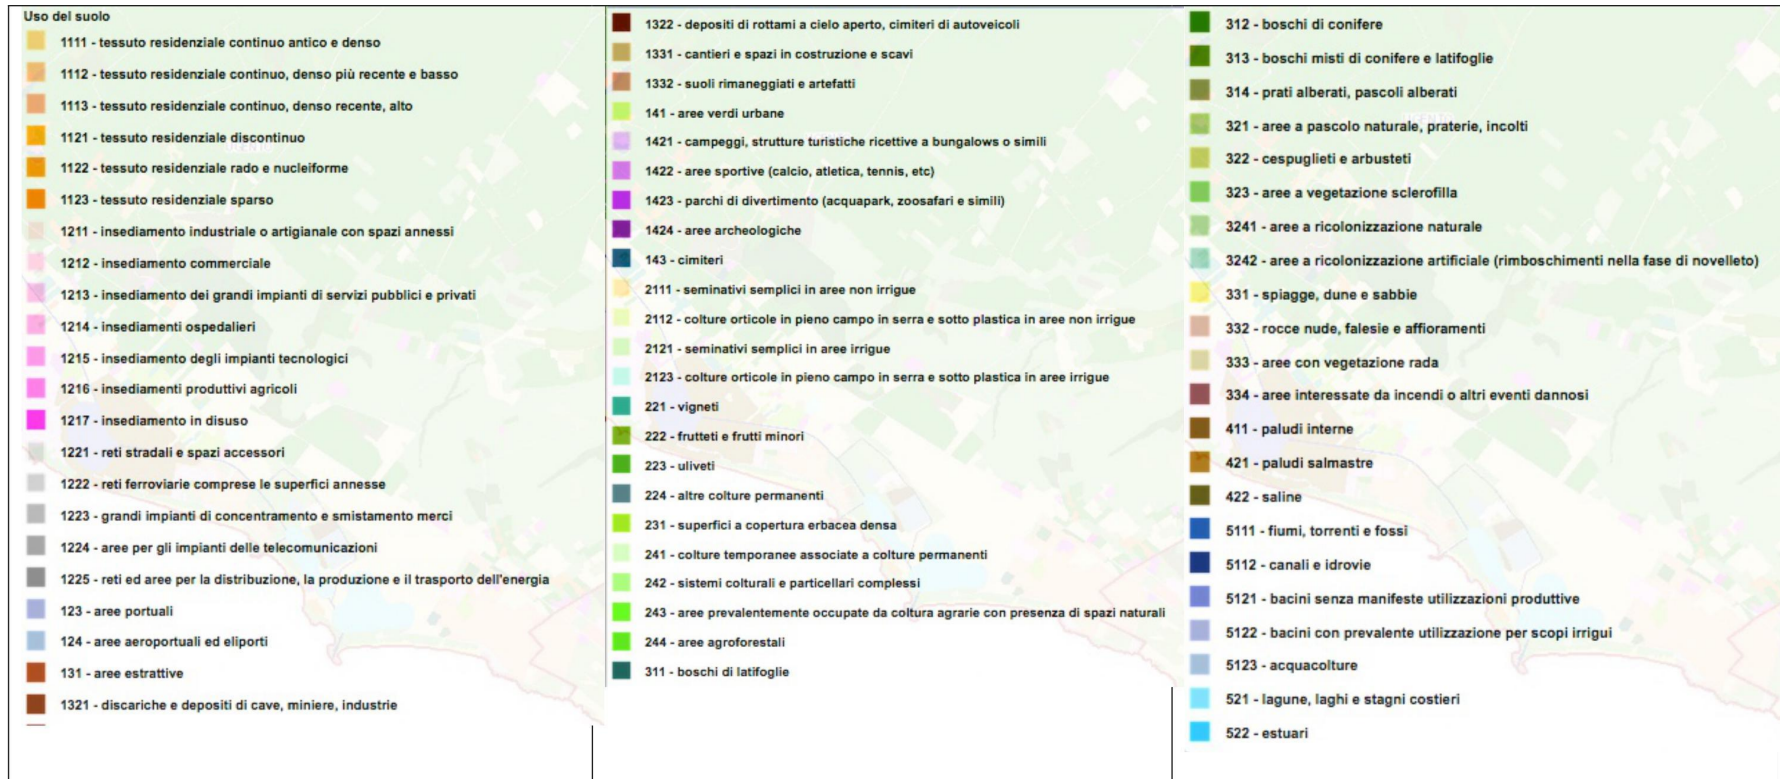 Uso del suolo
1111 - tessuto residenziale continuo antico e denso
1112 - tessuto residenziale continuo, denso più recente e basso
1113 - tessuto residenziale continuo, denso recente, alto
1121 - tessuto residenziale discontinuo
1122 - tessuto residenziale rado e nucleiforme
1123 - tessuto residenziale sparso
1211 - insediamento industriale o artigianale con spazi annessi
1212 - insediamento commerciale
1213 - insediamento dei grandi impianti di servizi pubblici e privati
1214 - insediamenti ospedalieri
1215 - insediamento degli impianti tecnologici
1216 - insediamenti produttivi agricoli
1217 - insediamento in disuso
1221 - reti stradali e spazi accessori
1222 - reti ferroviarie comprese le superfici annesse
1223 - grandi impianti di concentramento e smistamento merci
1224 - aree per gli impianti delle telecomunicazioni
1225 - reti ed aree per la distribuzione, la produzione e il trasporto dell'energia
123 - aree portuali
124 - aree aeroportuali ed eliporti
131 - aree estrattive
1321 - discariche e depositi di cave, miniere, industrie
1322 - depositi di rottami a cielo aperto, cimiteri di autoveicoli
1331 - cantieri e spazi in costruzione e scavi
1332 - suoli rimaneggiati e artefatti
141 - aree verdi urbane
1421 - campeggi, strutture turistiche ricettive a bungalows o simili
1422 - aree sportive (calcio, atletica, tennis, etc)
1423 - parchi di divertimento (acquapark, zoosafari e simili)
1424 - aree archeologiche
143 - cimiteri
2111 - seminativi semplici in aree non irrigue
2112 - colture orticole in pieno campo in serra e sotto plastica in aree non irrigue
2121 - seminativi semplici in aree irrigue
2123 - colture orticole in pieno campo in serra e sotto plastica in aree irrigue
221 - vigneti
222 - frutteti e frutti minori
223 - uliveti
224 - altre colture permanenti
231 - superfici a copertura erbacea densa
241 - colture temporanee associate a colture permanenti
242 - sistemi colturali e particellari complessi
243 - aree prevalentemente occupate da coltura agrarie con presenza di spazi naturali
244 - aree agroforestali
311 - boschi di latifoglie
312 - boschi di conifere
313 - boschi misti di conifere e latifoglie
314 - prati alberati, pascoli alberati
321 - aree a pascolo naturale, praterie, incolti
322 - cespuglieti e arbusteti
323 - aree a vegetazione sclerofilla
3241 - aree a ricolonizzazione naturale
3242 - aree a ricolonizzazione artificiale (rimboschimenti nella fase di novelleto)
331 - spiagge, dune e sabbie
332 - rocce nude, falesie e affioramenti
333 - aree con vegetazione rada
334 - aree interessate da incendi o altri eventi dannosi
411 - paludi interne
421 - paludi salmastre
422 - saline
5111 - fiumi, torrenti e fossi
5112 - canali e idrovie
5121 - bacini senza manifeste utilizzazioni produttive
5122 - bacini con prevalente utilizzazione per scopi irrigui
5123 - acquacolture
521 - lagune, laghi e stagni costieri
522 - estuari